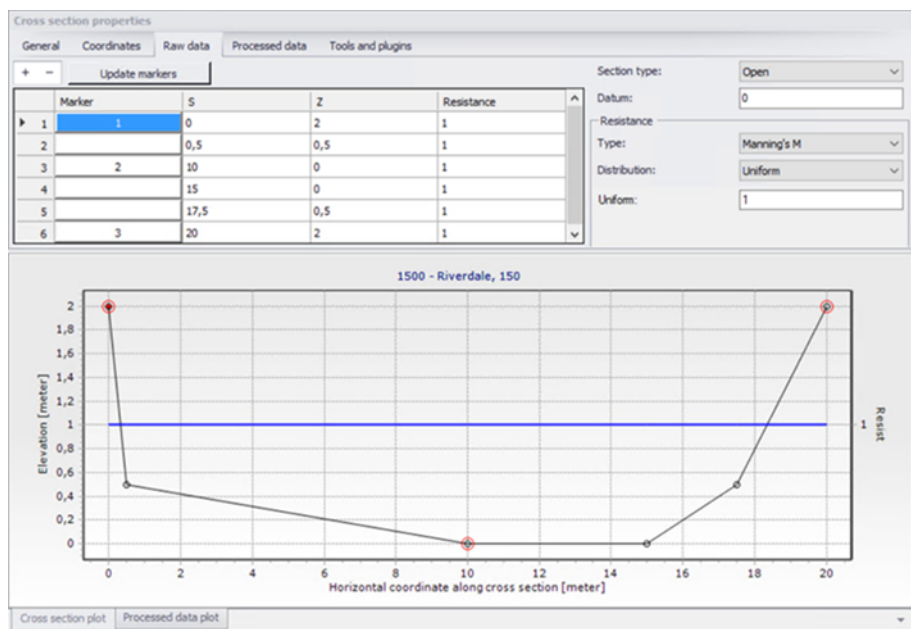 Cross section properties
General Coordinates Raw data Processed data Tools and plugins
+ − Update markers
Marker S Z Resistance
1 1 0 2 1
2 0,5 0,5 1
3 2 10 0 1
4 15 0 1
5 17,5 0,5 1
6 3 20 2 1
Section type: Open
Datum: 0
Resistance
Type: Manning's M
Distribution: Uniform
Uniform: 1
1500 - Riverdale, 150
Elevation [meter]
2
1,8
1,6
1,4
1,2
1
0,8
0,6
0,4
0,2
0
1
Resist
0 2 4 6 8 10 12 14 16 18 20
Horizontal coordinate along cross section [meter]
Cross section plot Processed data plot